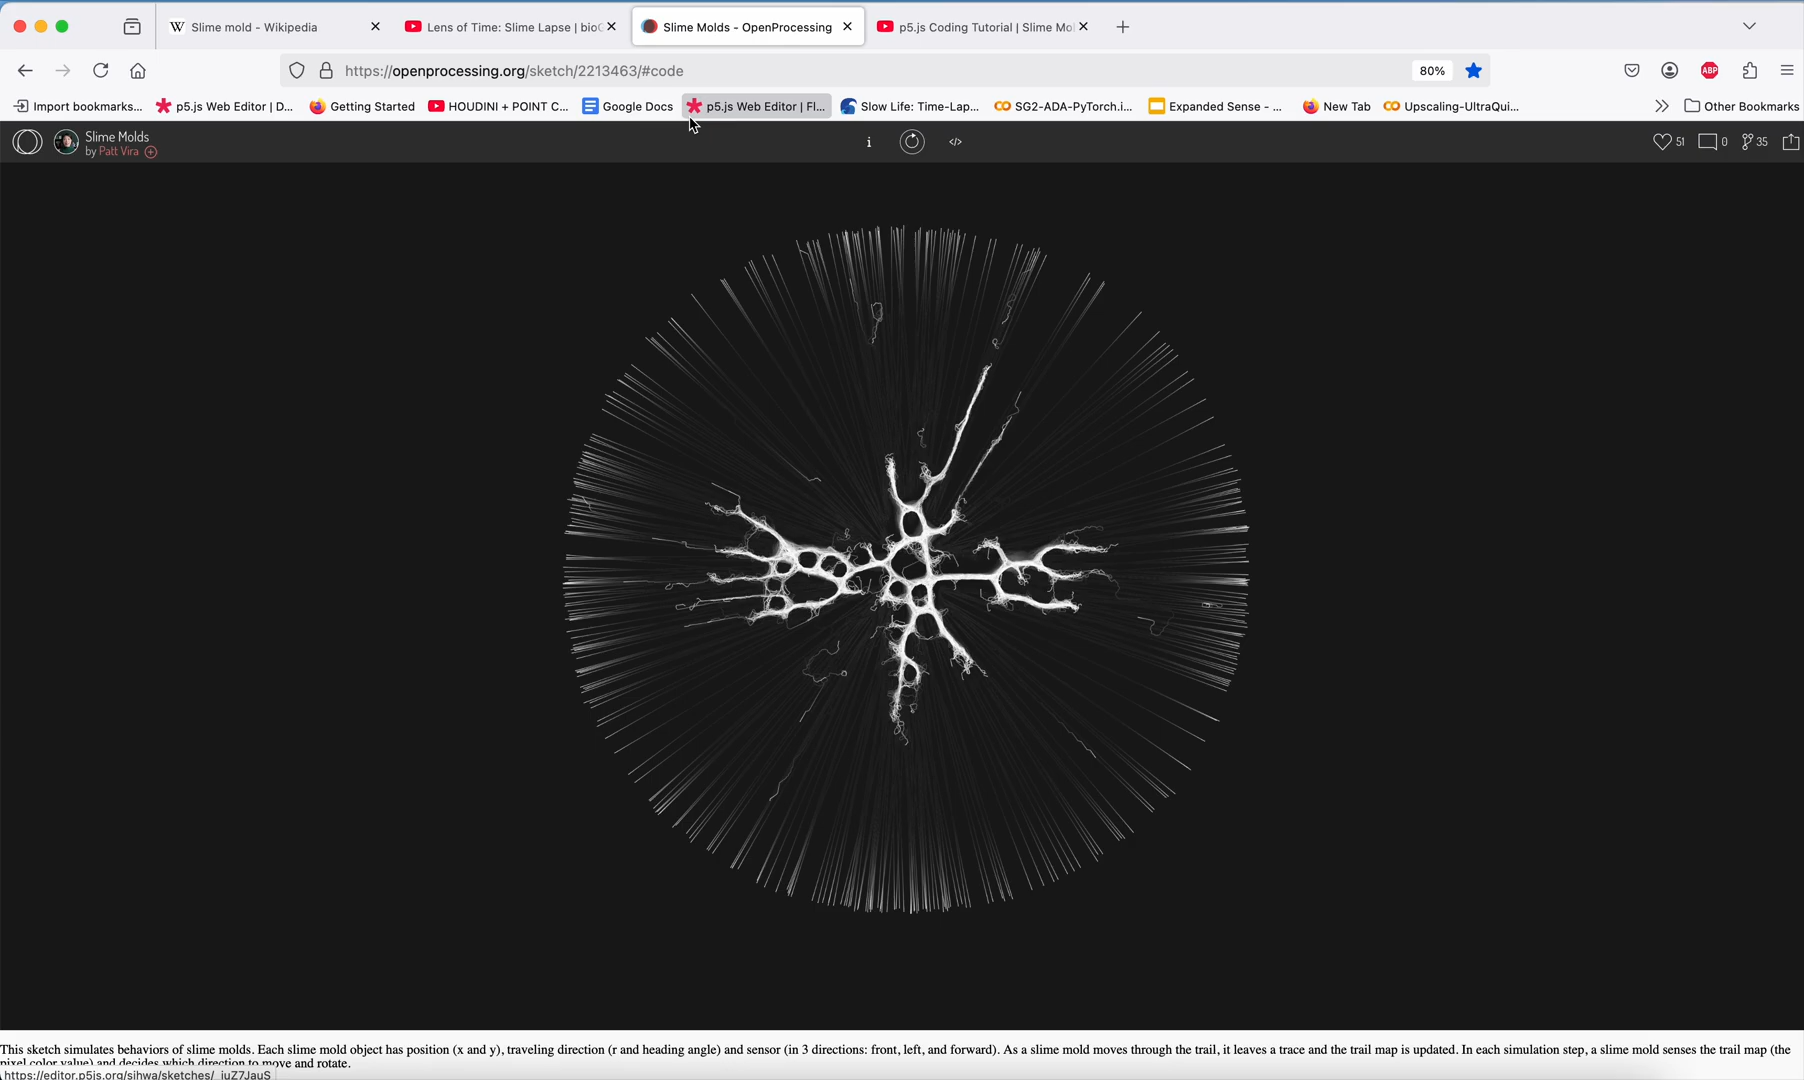 Slime mold - Wikipedia
Lens of Time: Slime Lapse | bio
Slime Molds - OpenProcessing
p5.js Coding Tutorial | Slime Mo
https://openprocessing.org/sketch/2213463/#code
80%
ABP
Import bookmarks...
p5.js Web Editor | D...
Getting Started
HOUDINI + POINT C...
Google Docs
p5.js Web Editor | Fl...
Slow Life: Time-Lap...
SG2-ADA-PyTorch.i...
Expanded Sense - ...
New Tab
Upscaling-UltraQui...
Other Bookmarks
Slime Molds
by Patt Vira
i
</>
51
0
35
This sketch simulates behaviors of slime molds. Each slime mold object has position (x and y), traveling direction (r and heading angle) and sensor (in 3 directions: front, left, and forward). As a slime mold moves through the trail, it leaves a trace and the trail map is updated. In each simulation step, a slime mold senses the trail map (the
pixel color value) and decides which direction to move and rotate.
https://editor.p5js.org/sihwa/sketches/_iuZ7JauS